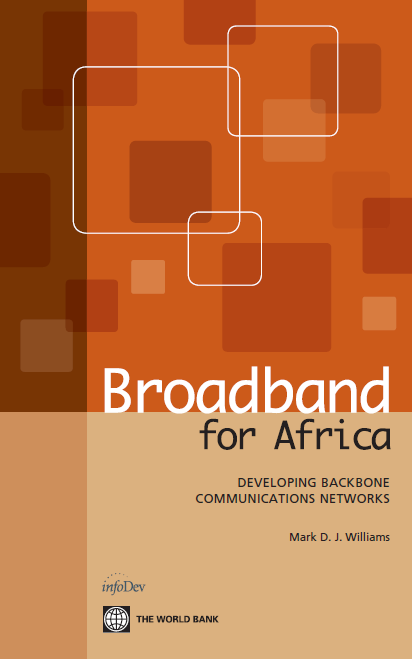 Broadband
for Africa
DEVELOPING BACKBONE
COMMUNICATIONS NETWORKS
Mark D. J. Williams
infoDev
THE WORLD BANK